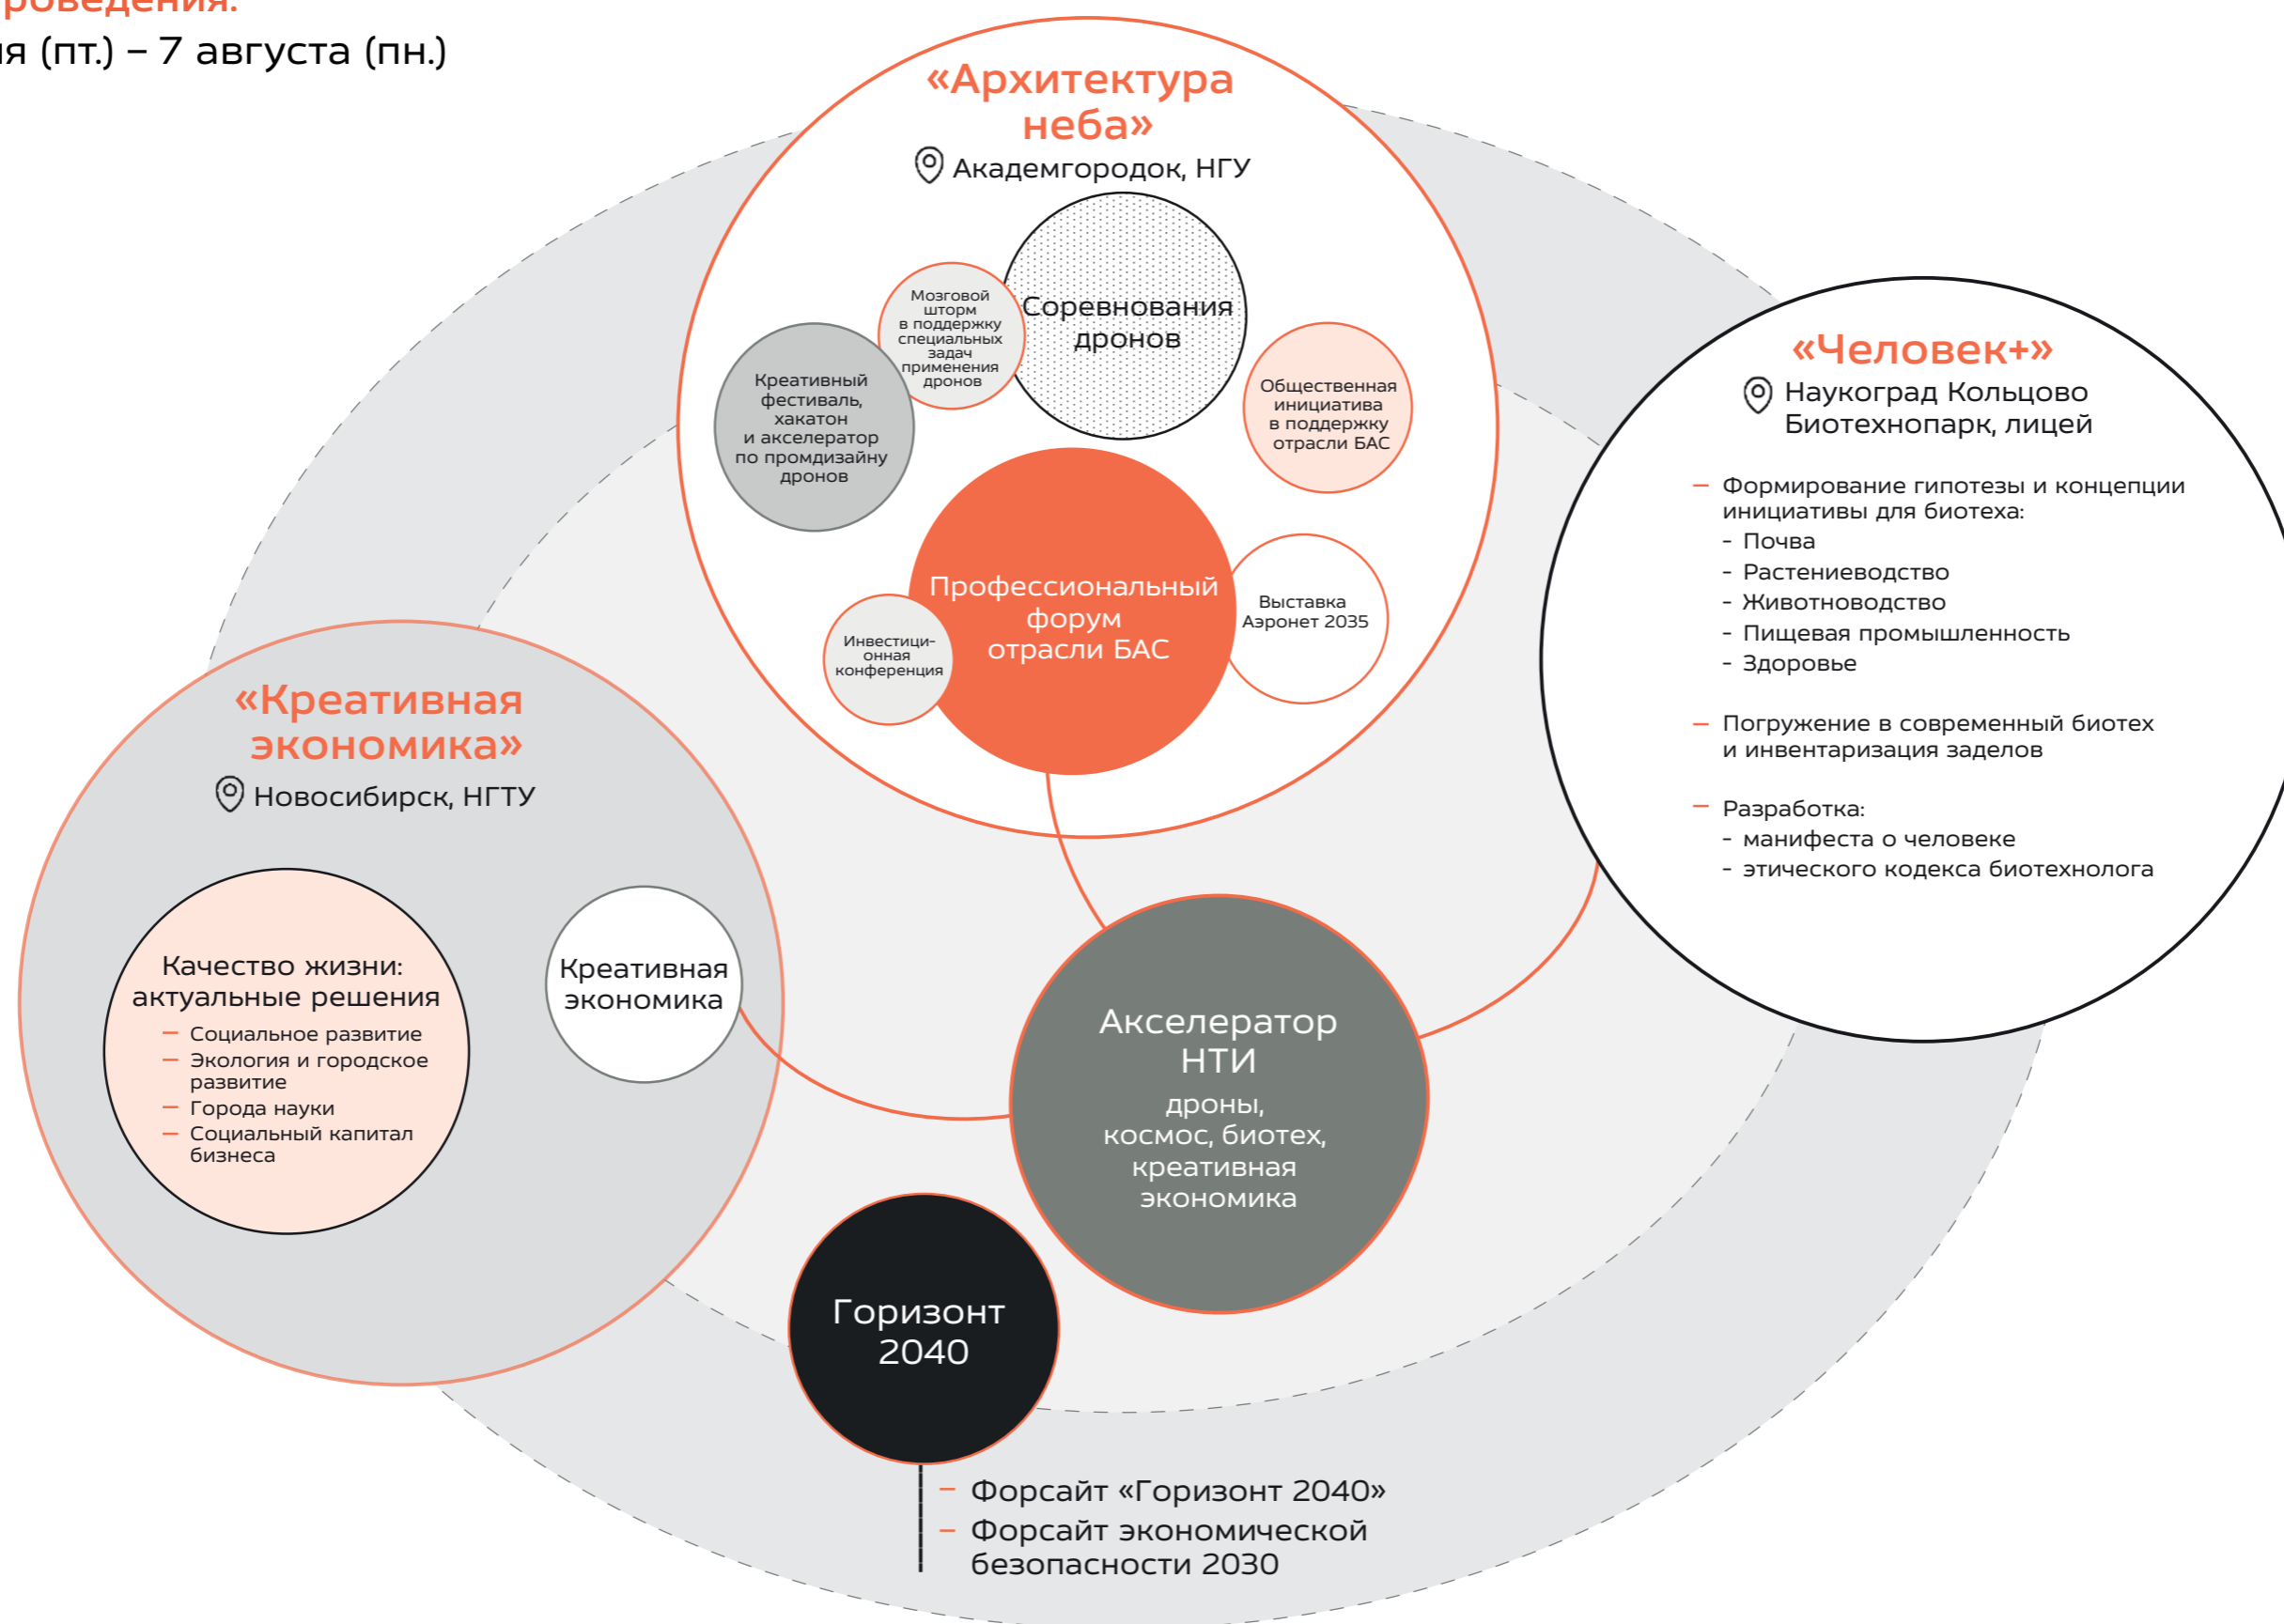 роведения:
ия (пт.) – 7 августа (пн.)
«Архитектура
неба»
Академгородок, НГУ
Соревнования
дронов
Мозговой
шторм
в поддержку
специальных
задач
применения
дронов
Креативный
фестиваль,
хакатон
и акселератор
по промдизайну
дронов
Общественная
инициатива
в поддержку
отрасли БАС
Профессиональный
форум
отрасли БАС
Выставка
Аэронет 2035
Инвестици-
онная
конференция
«Человек+»
Наукоград Кольцово
Биотехнопарк, лицей
– Формирование гипотезы и концепции
инициативы для биотеха:
- Почва
- Растениеводство
- Животноводство
- Пищевая промышленность
- Здоровье
– Погружение в современный биотех
и инвентаризация заделов
– Разработка:
- манифеста о человеке
- этического кодекса биотехнолога
«Креативная
экономика»
Новосибирск, НГТУ
Качество жизни:
актуальные решения
– Социальное развитие
– Экология и городское
развитие
– Города науки
– Социальный капитал
бизнеса
Креативная
экономика
Акселератор
НТИ
дроны,
космос, биотех,
креативная
экономика
Горизонт
2040
– Форсайт «Горизонт 2040»
– Форсайт экономической
безопасности 2030